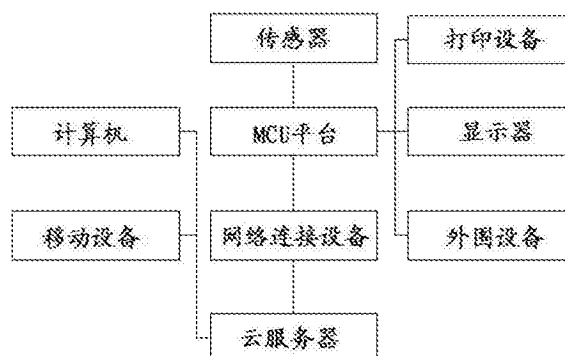 传感器
打印设备
计算机
MCU平台
显示器
移动设备
网络连接设备
外围设备
云服务器